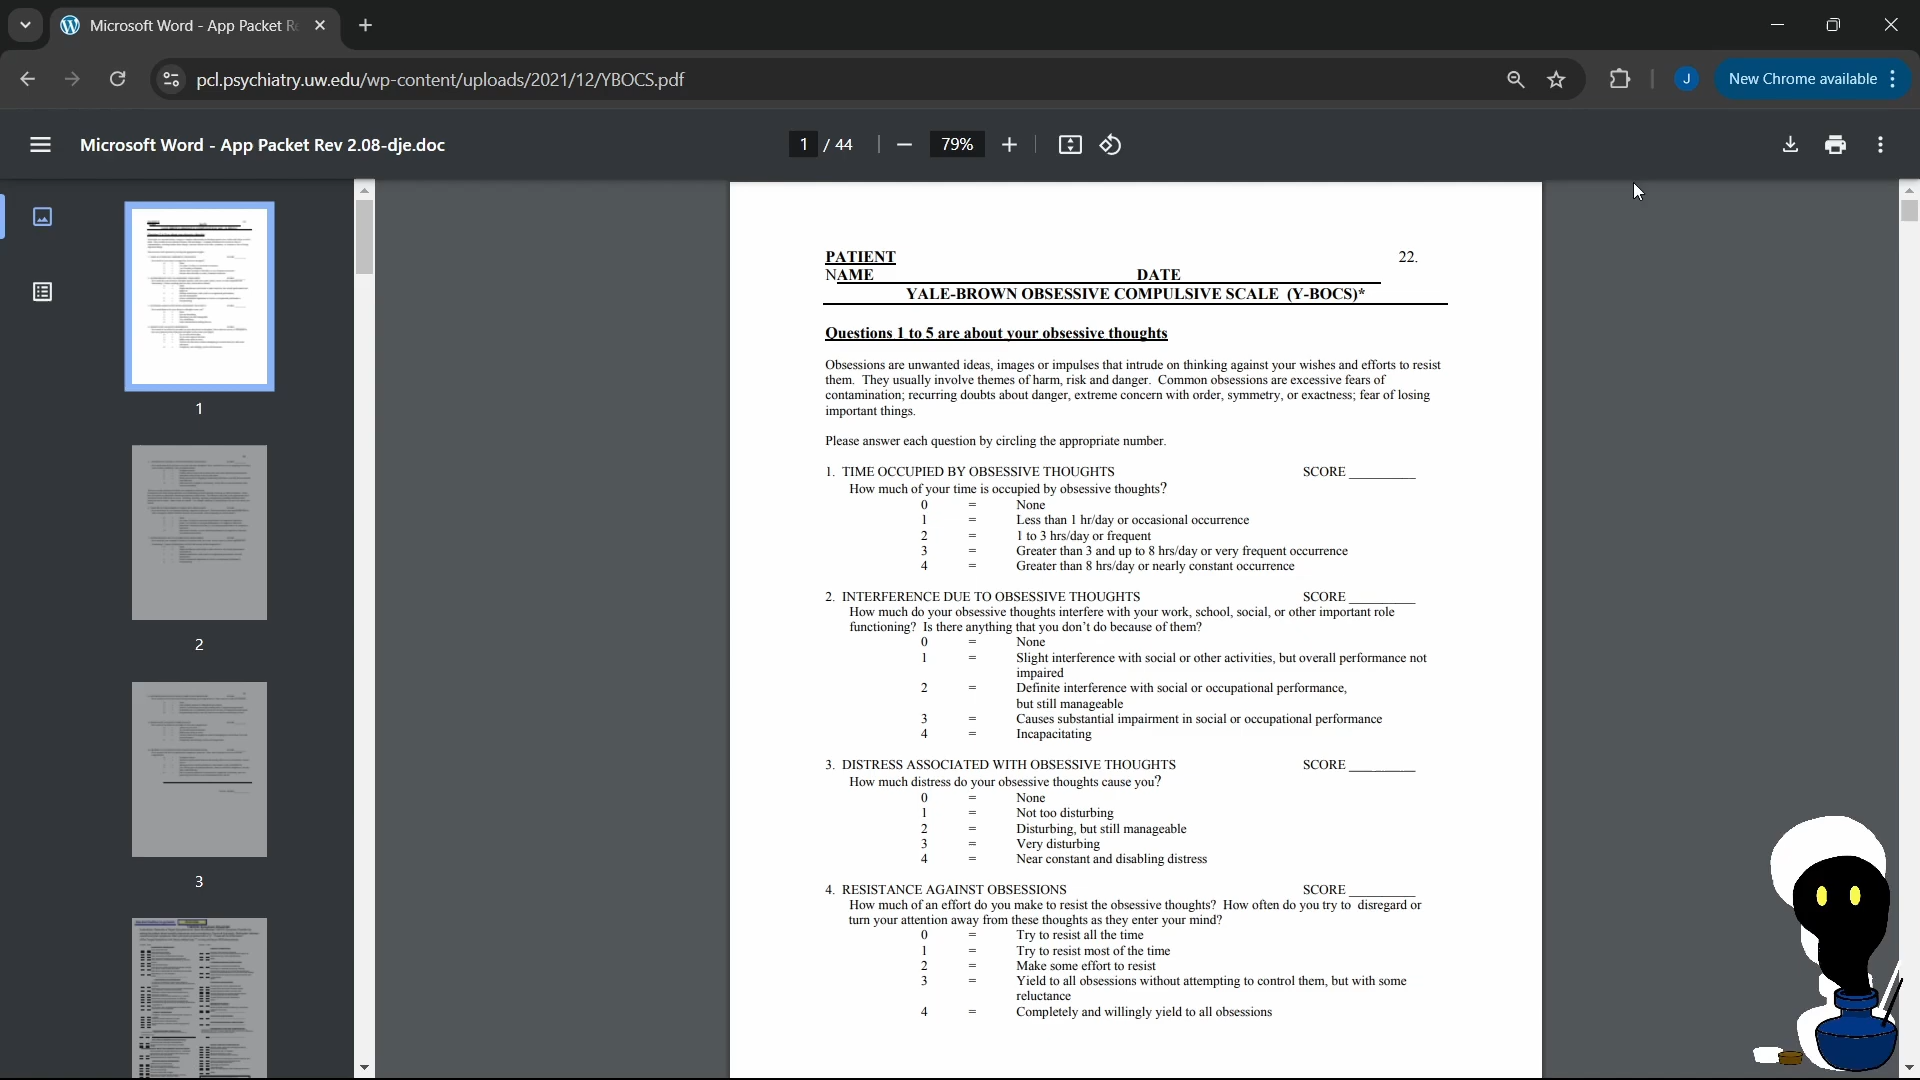 Microsoft Word - App Packet Re
pcl.psychiatry.uw.edu/wp-content/uploads/2021/12/YBOCS.pdf
J
New Chrome available
Microsoft Word - App Packet Rev 2.08-dje.doc
1 / 44
79%
1
2
3
PATIENT 22.
NAME DATE
YALE-BROWN OBSESSIVE COMPULSIVE SCALE (Y-BOCS)*
Questions 1 to 5 are about your obsessive thoughts
Obsessions are unwanted ideas, images or impulses that intrude on thinking against your wishes and efforts to resist
them. They usually involve themes of harm, risk and danger. Common obsessions are excessive fears of
contamination; recurring doubts about danger, extreme concern with order, symmetry, or exactness; fear of losing
important things.
Please answer each question by circling the appropriate number.
1. TIME OCCUPIED BY OBSESSIVE THOUGHTS SCORE _________
How much of your time is occupied by obsessive thoughts?
0 = None
1 = Less than 1 hr/day or occasional occurrence
2 = 1 to 3 hrs/day or frequent
3 = Greater than 3 and up to 8 hrs/day or very frequent occurrence
4 = Greater than 8 hrs/day or nearly constant occurrence
2. INTERFERENCE DUE TO OBSESSIVE THOUGHTS SCORE _________
How much do your obsessive thoughts interfere with your work, school, social, or other important role
functioning? Is there anything that you don't do because of them?
0 = None
1 = Slight interference with social or other activities, but overall performance not
impaired
2 = Definite interference with social or occupational performance,
but still manageable
3 = Causes substantial impairment in social or occupational performance
4 = Incapacitating
3. DISTRESS ASSOCIATED WITH OBSESSIVE THOUGHTS SCORE _________
How much distress do your obsessive thoughts cause you?
0 = None
1 = Not too disturbing
2 = Disturbing, but still manageable
3 = Very disturbing
4 = Near constant and disabling distress
4. RESISTANCE AGAINST OBSESSIONS SCORE _________
How much of an effort do you make to resist the obsessive thoughts? How often do you try to disregard or
turn your attention away from these thoughts as they enter your mind?
0 = Try to resist all the time
1 = Try to resist most of the time
2 = Make some effort to resist
3 = Yield to all obsessions without attempting to control them, but with some
reluctance
4 = Completely and willingly yield to all obsessions